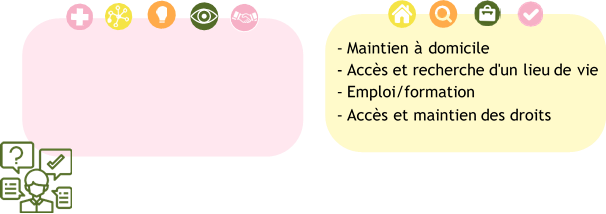 - Maintien à domicile
- Accès et recherche d'un lieu de vie
- Emploi/formation
- Accès et maintien des droits